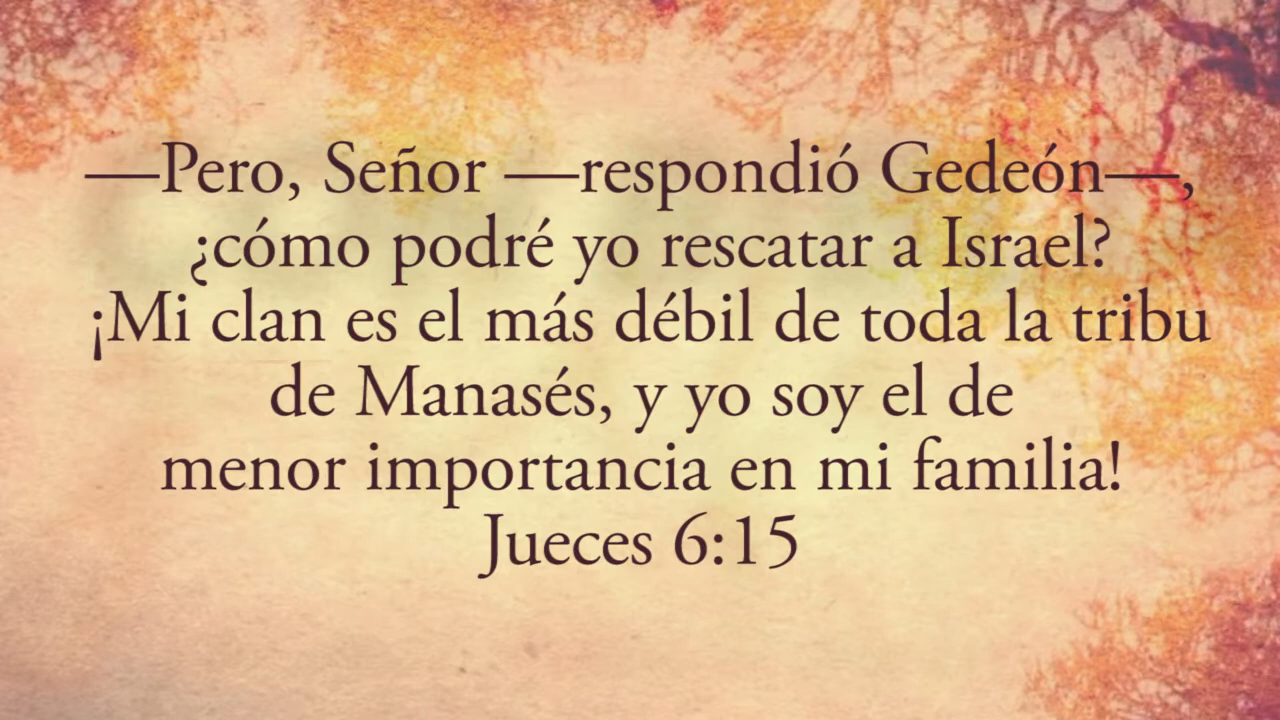 —Pero, Señor —respondió Gedeón—,
¿cómo podré yo rescatar a Israel?
¡Mi clan es el más débil de toda la tribu
de Manasés, y yo soy el de
menor importancia en mi familia!
Jueces 6:15